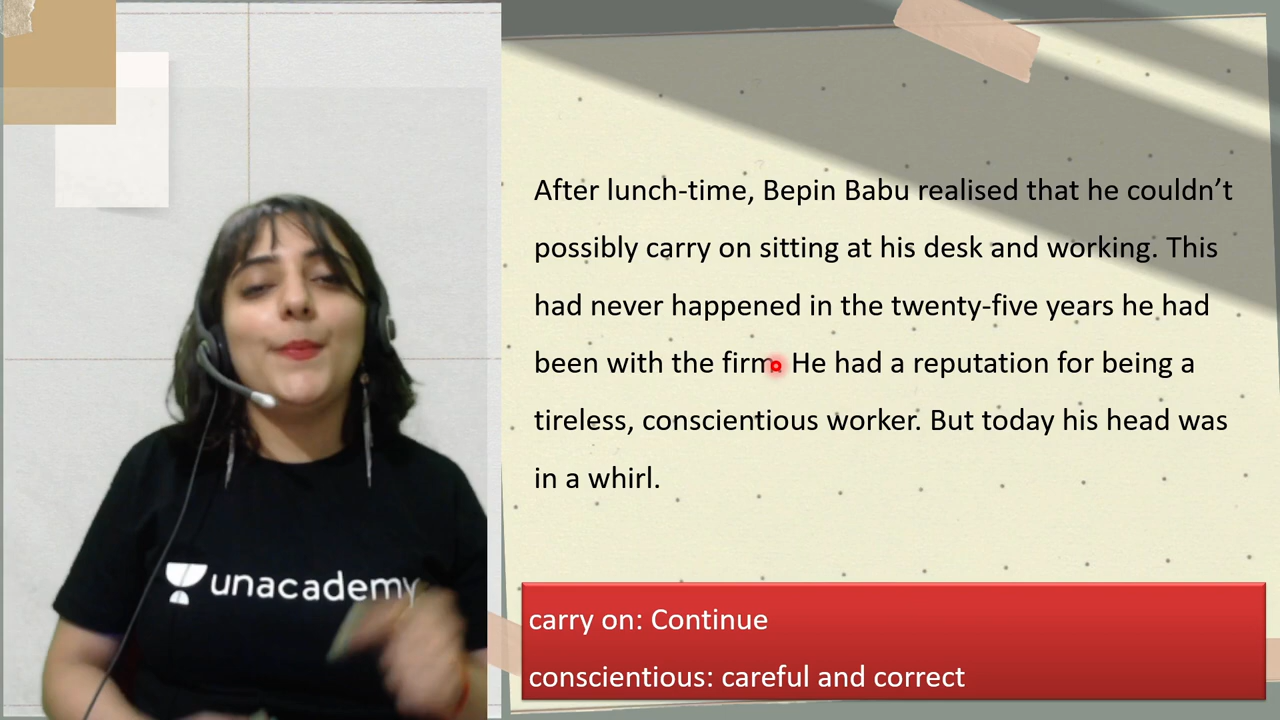 After lunch-time, Bepin Babu realised that he couldn’t
possibly carry on sitting at his desk and working. This
had never happened in the twenty-five years he had
been with the firm. He had a reputation for being a
tireless, conscientious worker. But today his head was
in a whirl.
unacademy
carry on: Continue
conscientious: careful and correct